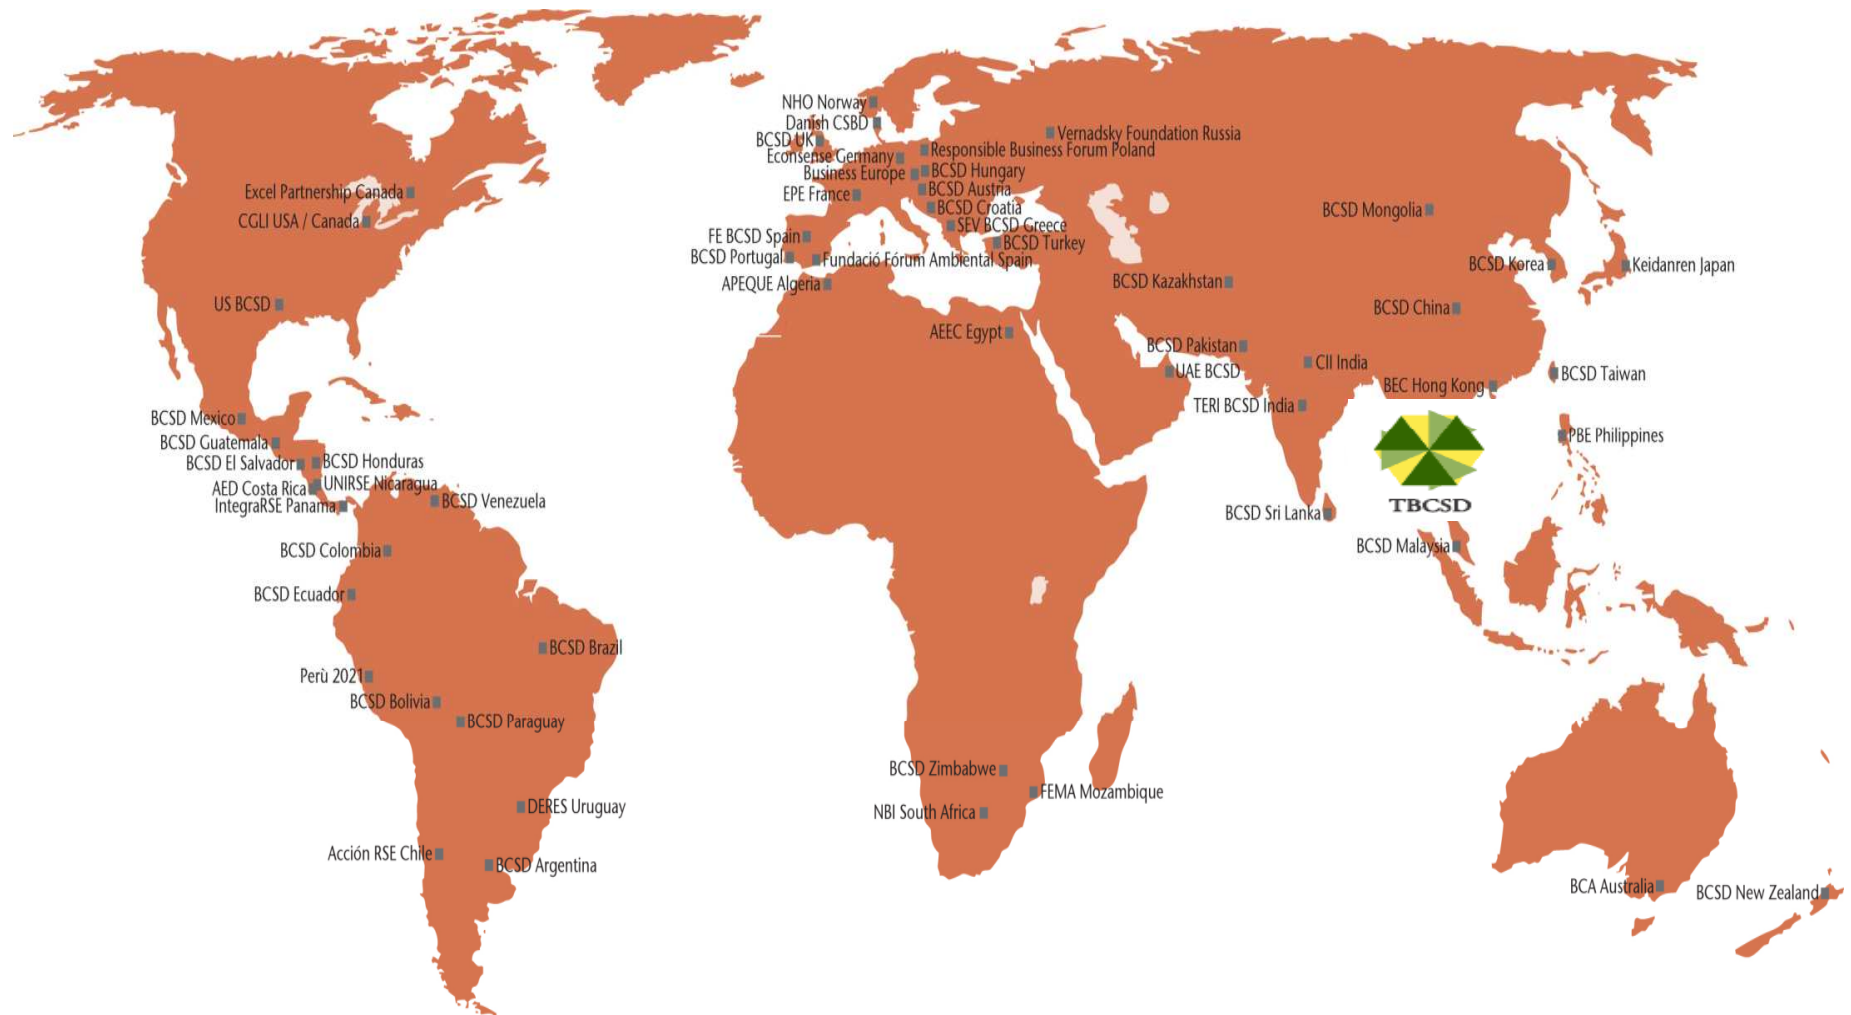 NHO Norway
Danish CSBD
BCSD UK
Vernadsky Foundation Russia
Econsense Germany
Responsible Business Forum Poland
Business Europe
BCSD Hungary
EPE France
BCSD Austria
BCSD Croatia
SEV BCSD Greece
FE BCSD Spain
BCSD Turkey
BCSD Portugal
Fundació Fórum Ambiental Spain
APEQUE Algeria
AEEC Egypt
Excel Partnership Canada
CGLI USA / Canada
US BCSD
BCSD Mexico
BCSD Guatemala
BCSD El Salvador
BCSD Honduras
UNIRSE Nicaragua
AED Costa Rica
IntegraRSE Panama
BCSD Venezuela
BCSD Colombia
BCSD Ecuador
BCSD Brazil
Perù 2021
BCSD Bolivia
BCSD Paraguay
DERES Uruguay
Acción RSE Chile
BCSD Argentina
BCSD Zimbabwe
FEMA Mozambique
NBI South Africa
BCSD Mongolia
BCSD Korea
Keidanren Japan
BCSD Kazakhstan
BCSD China
BCSD Pakistan
UAE BCSD
CII India
BEC Hong Kong
BCSD Taiwan
TERI BCSD India
PBE Philippines
TBCSD
BCSD Sri Lanka
BCSD Malaysia
BCA Australia
BCSD New Zealand